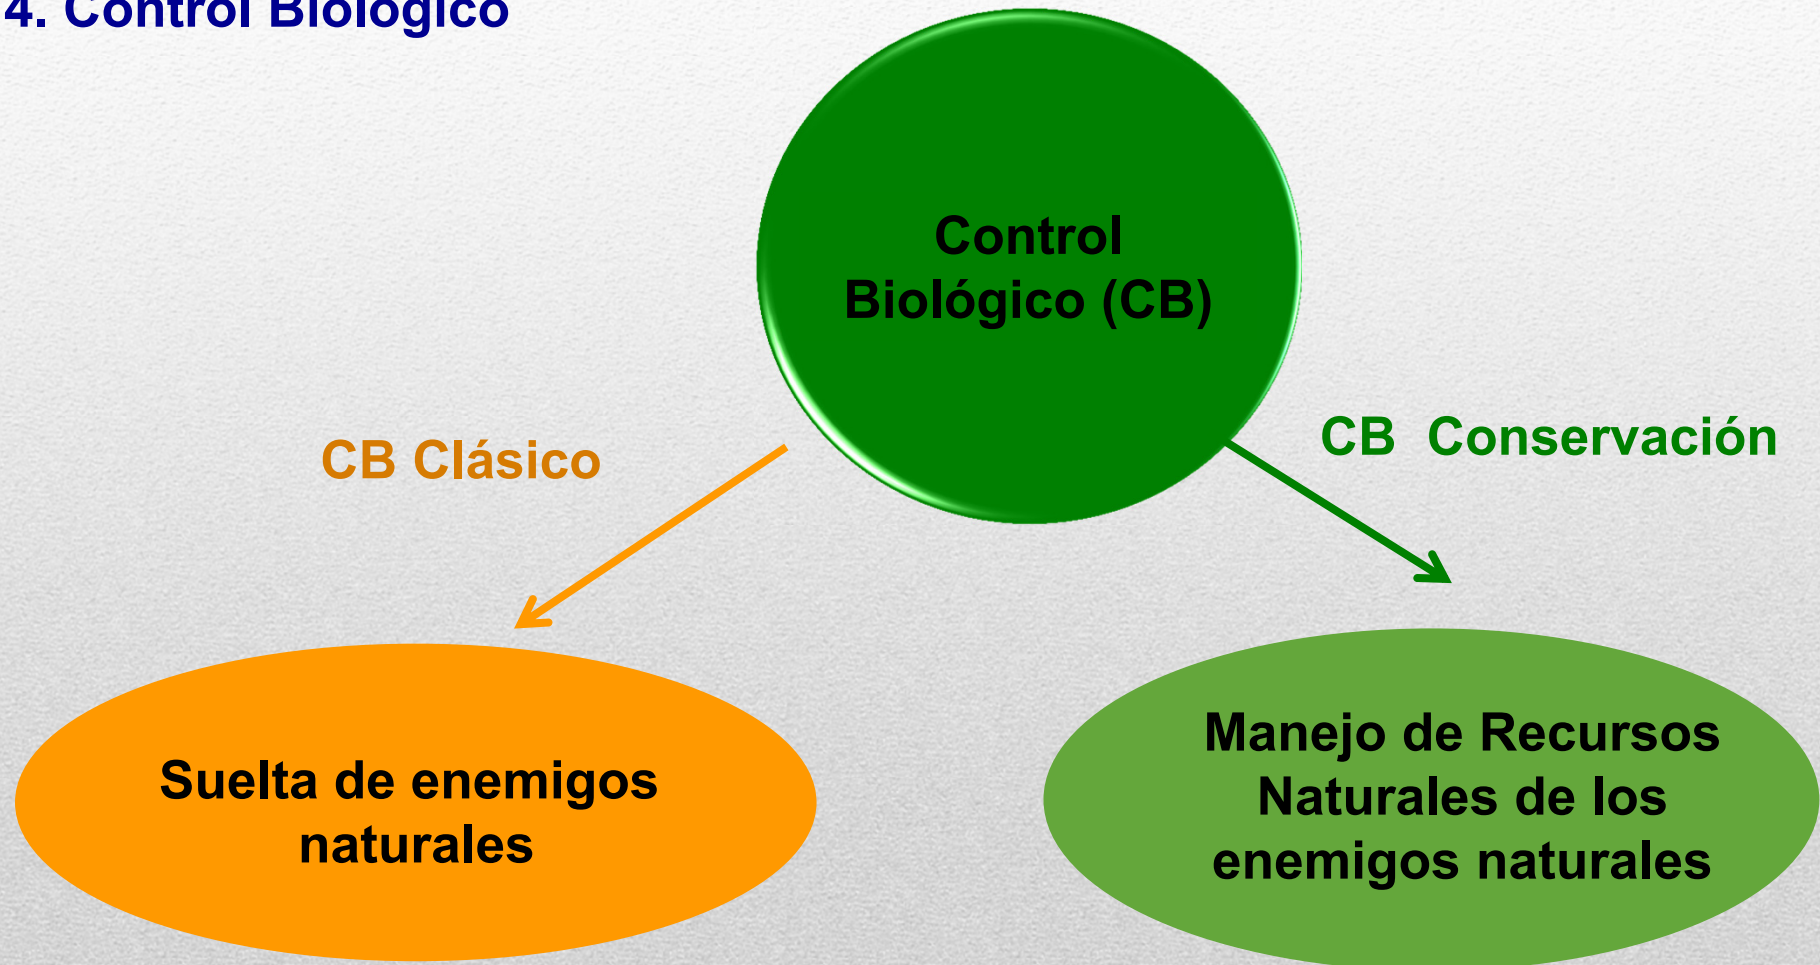 4. Control Biológico
Control
Biológico (CB)
CB Clásico
CB Conservación
Suelta de enemigos
naturales
Manejo de Recursos
Naturales de los
enemigos naturales